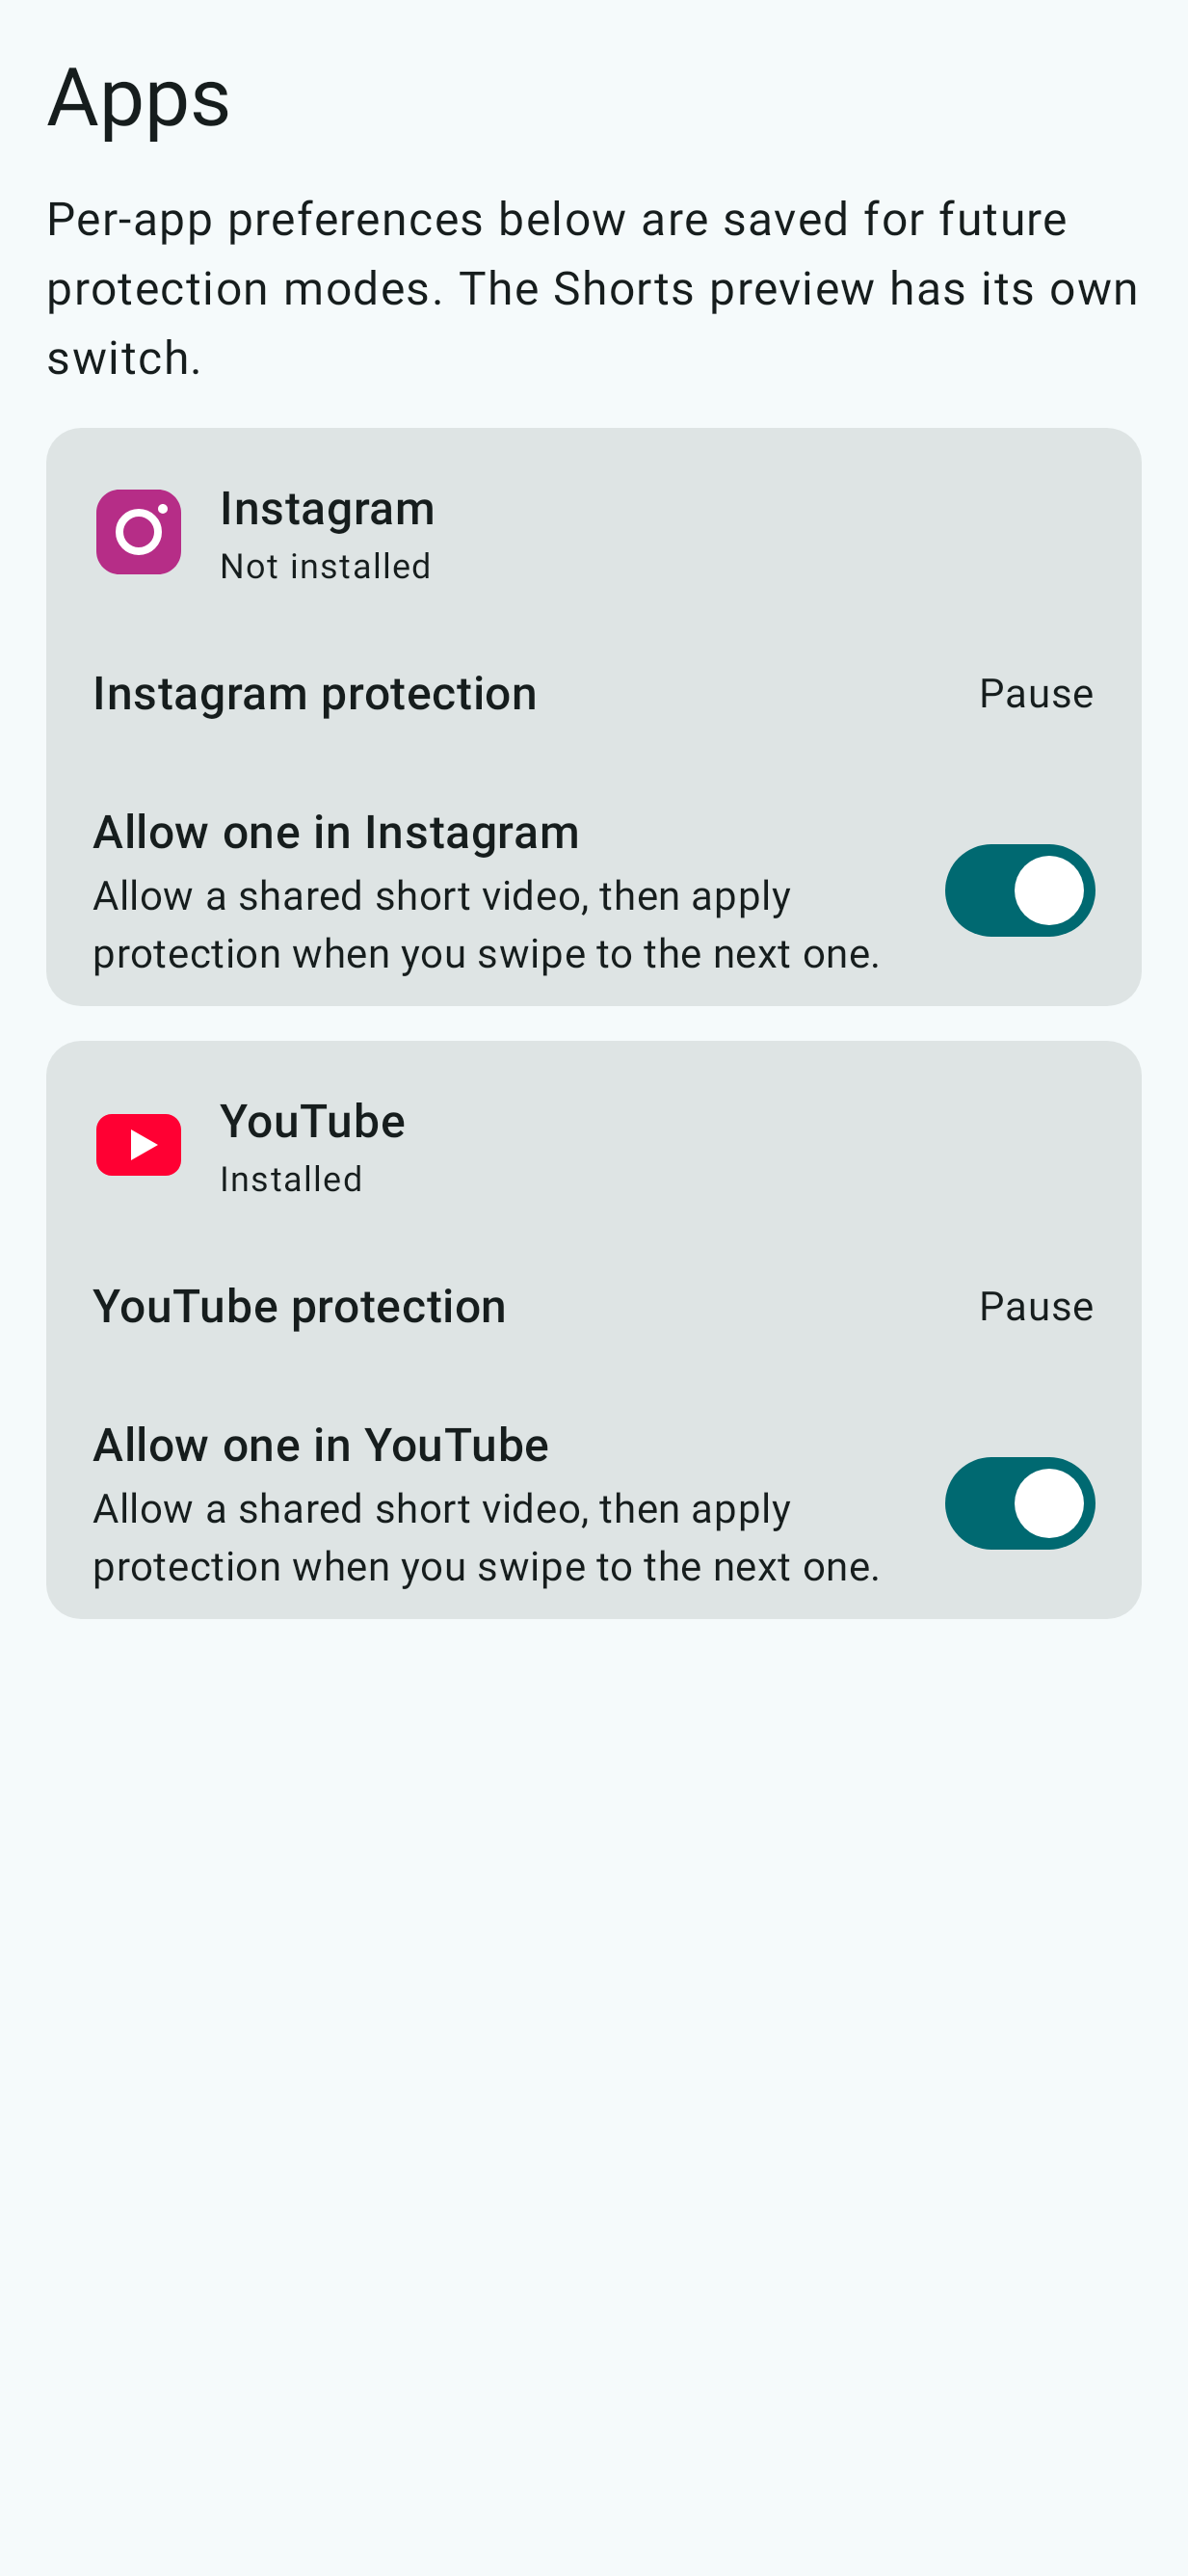 Apps
Per-app preferences below are saved for future
protection modes. The Shorts preview has its own
switch.
Instagram
Not installed
Instagram protection
Pause
Allow one in Instagram
Allow a shared short video, then apply
protection when you swipe to the next one.
YouTube
Installed
YouTube protection
Pause
Allow one in YouTube
Allow a shared short video, then apply
protection when you swipe to the next one.